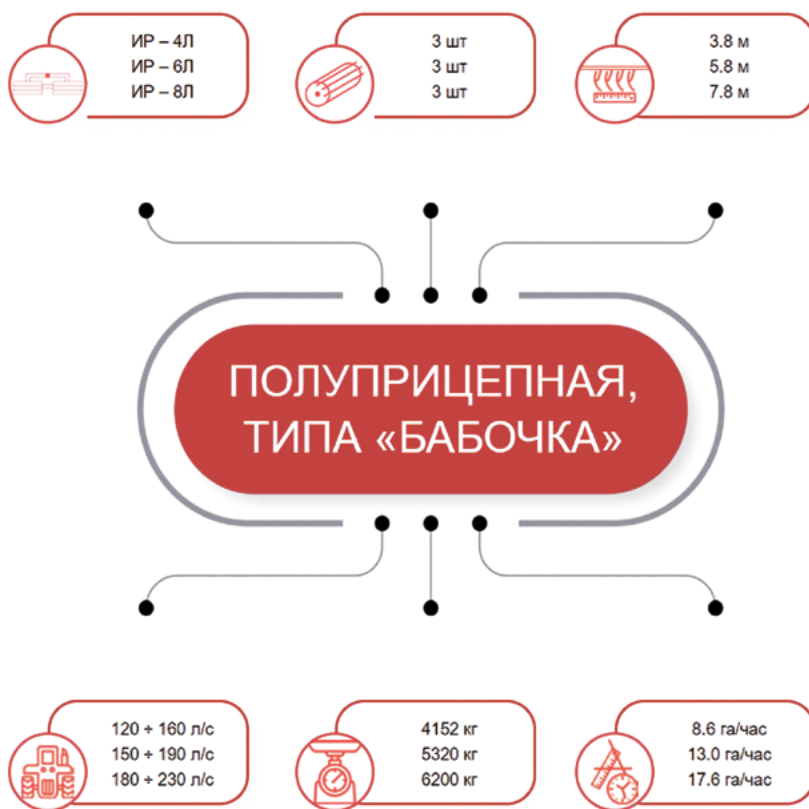 ИР – 4Л
ИР – 6Л
ИР – 8Л
3 шт
3 шт
3 шт
3.8 м
5.8 м
7.8 м
ПОЛУПРИЦЕПНАЯ,
ТИПА «БАБОЧКА»
120 ÷ 160 л/с
150 ÷ 190 л/с
180 ÷ 230 л/с
4152 кг
5320 кг
6200 кг
8.6 га/час
13.0 га/час
17.6 га/час